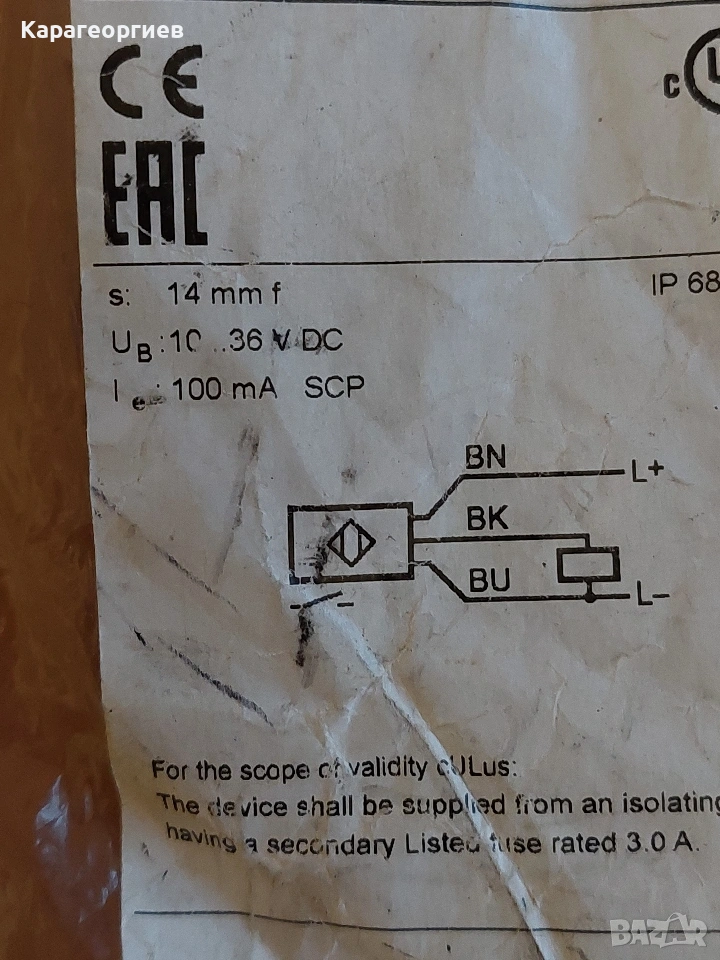 Карагеоргиев
CE
EAC
c UL
s: 14 mm f
IP 68
U B : 10 ..36 V DC
I e : 100 mA SCP
BN
L+
BK
BU
L–
For the scope of validity cULus:
The device shall be supplied from an isolating
having a secondary Listed fuse rated 3.0 A.
BAZAR